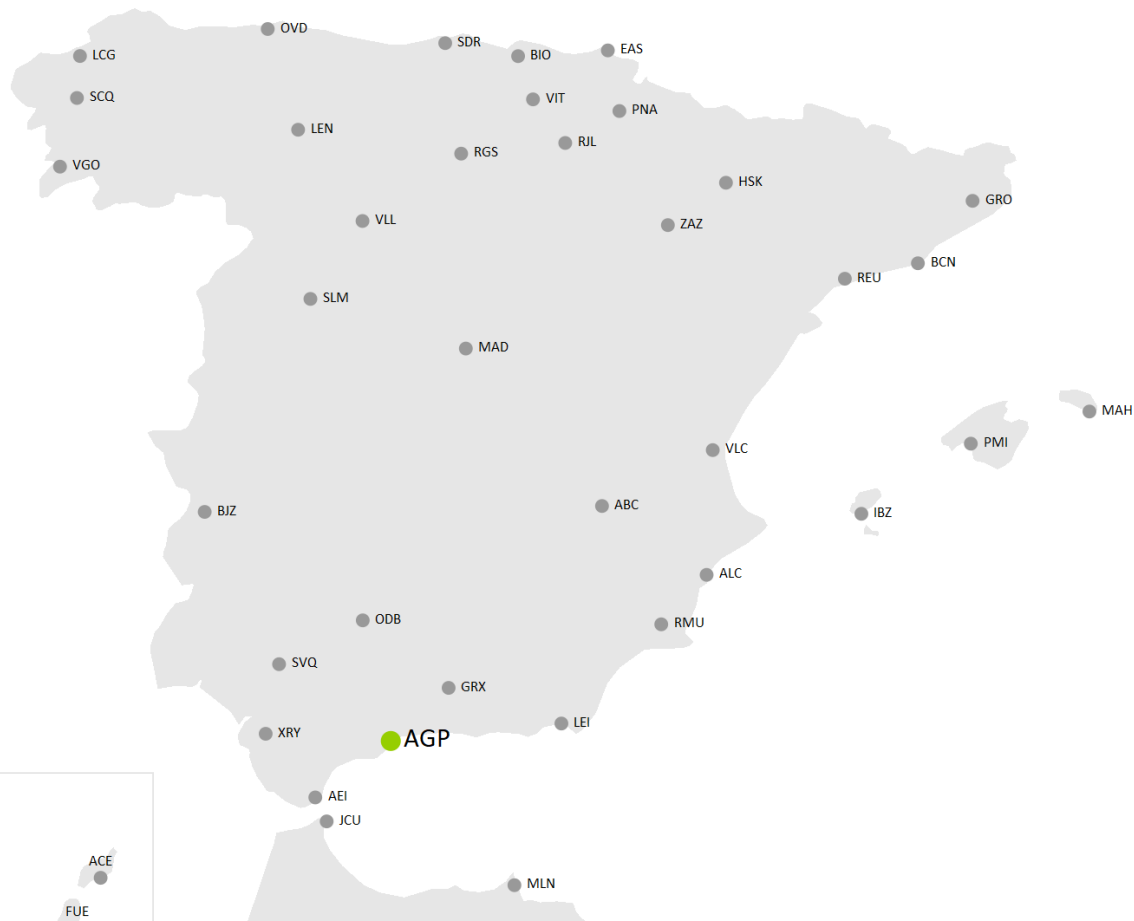 OVD
SDR
EAS
LCG
BIO
SCQ
VIT
PNA
LEN
RJL
RGS
VGO
HSK
GRO
VLL
ZAZ
BCN
REU
SLM
MAD
MAH
PMI
VLC
ABC
BJZ
IBZ
ALC
ODB
RMU
SVQ
GRX
LEI
XRY
AGP
AEI
JCU
ACE
MLN
FUE